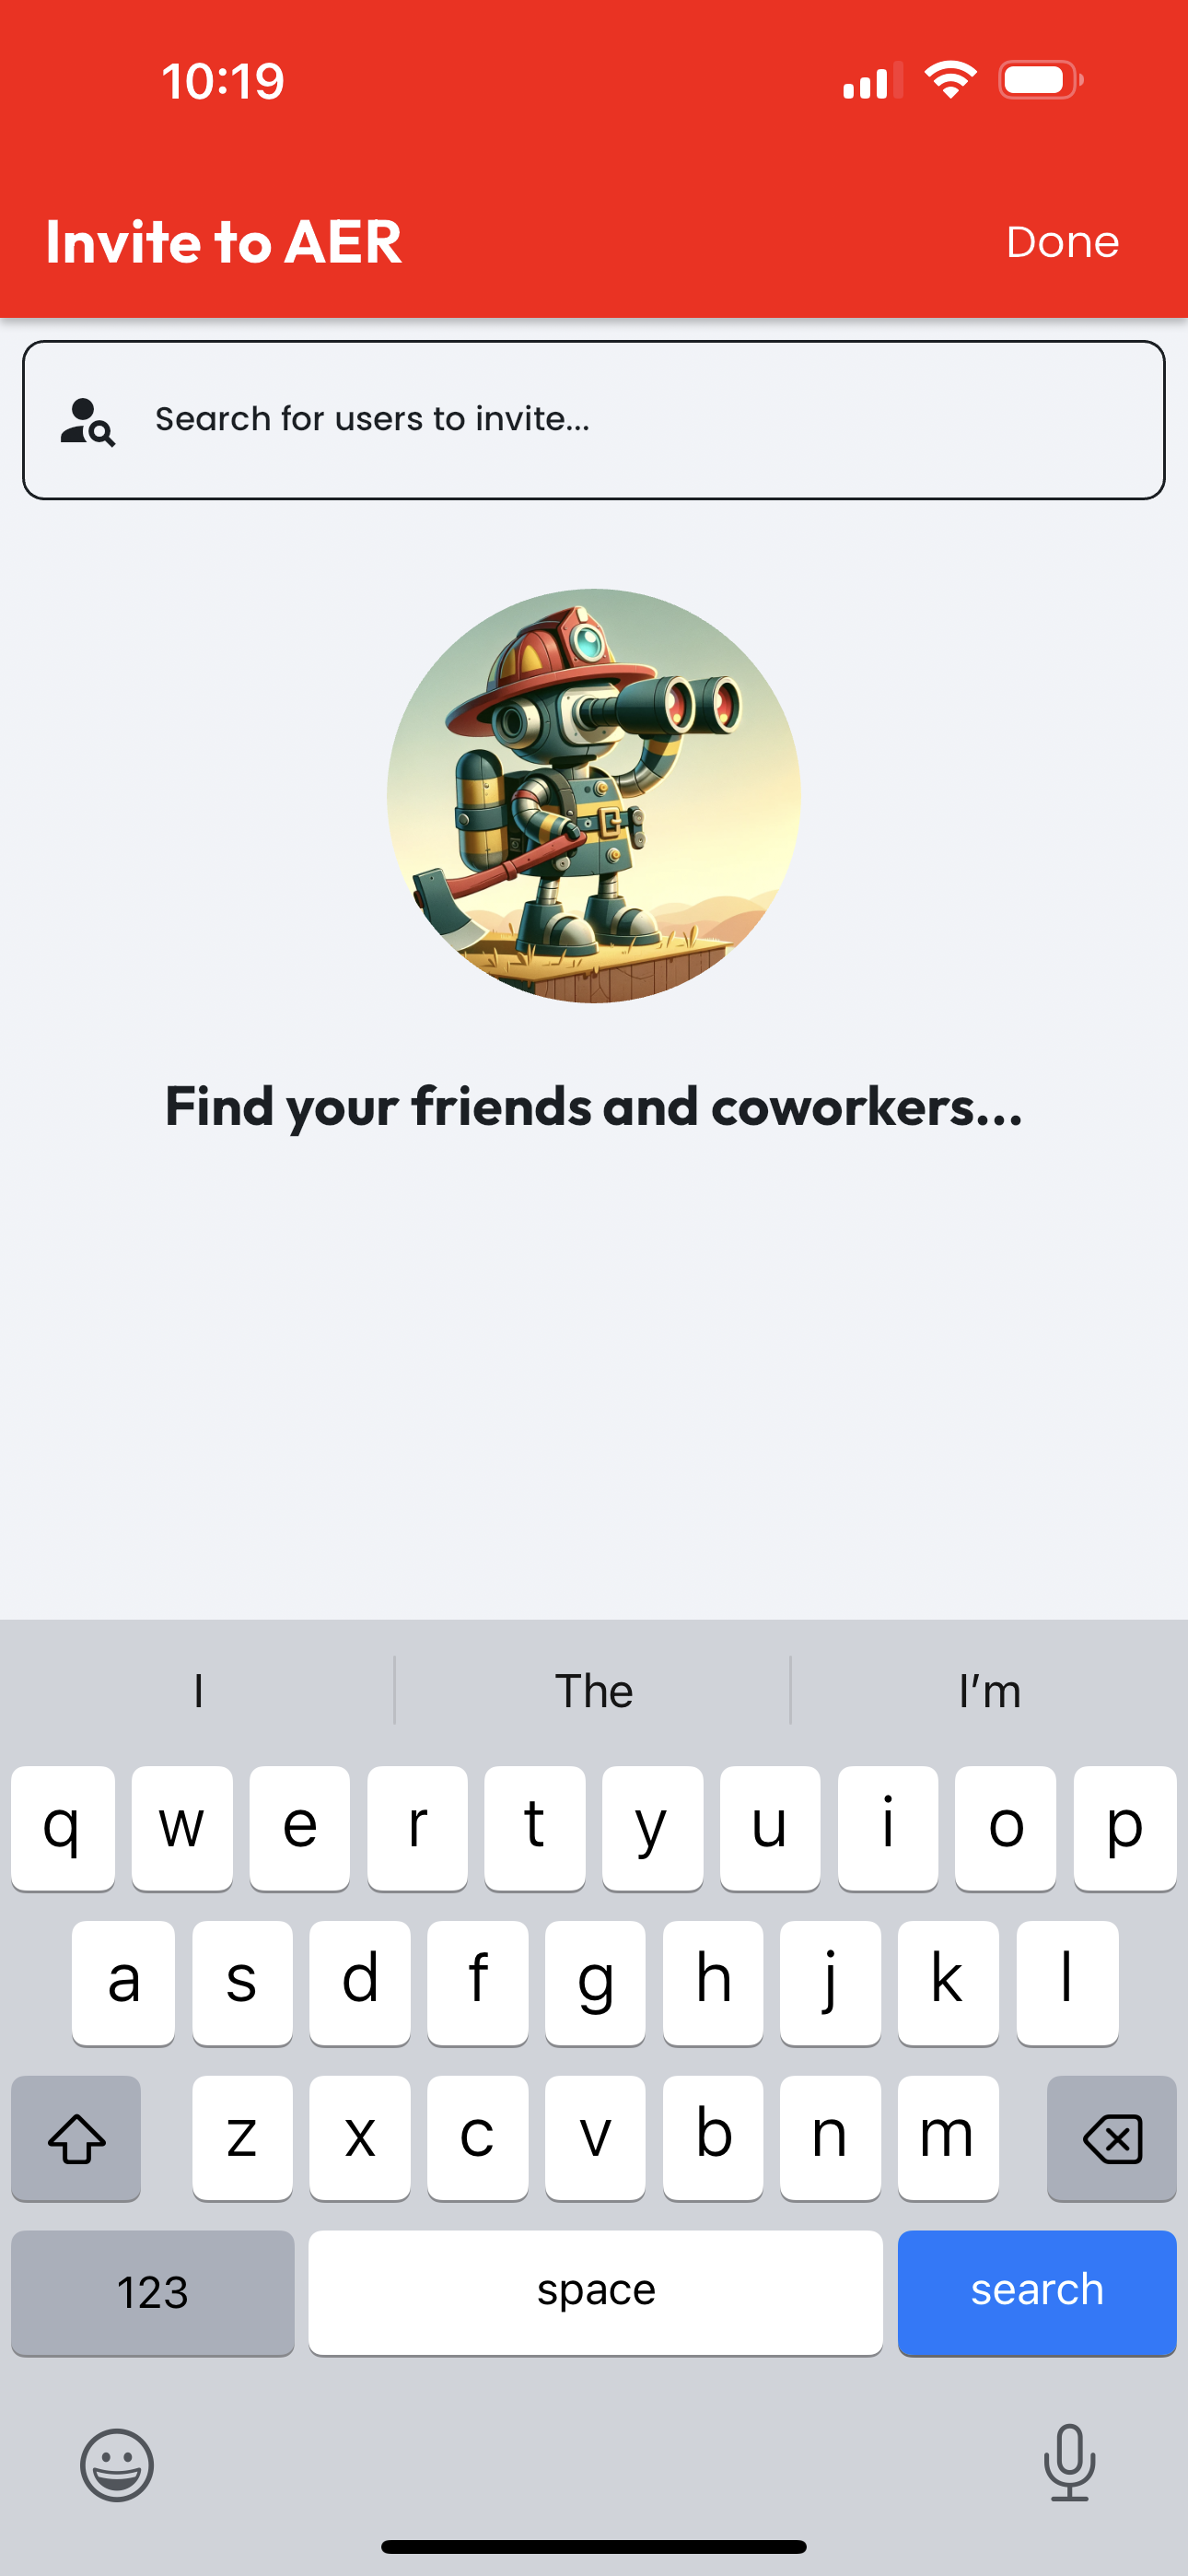 10:19
Invite to AER
Done
Search for users to invite...
Find your friends and coworkers...
I The I'm
q w e r t y u i o p
a s d f g h j k l
z x c v b n m
123 space search